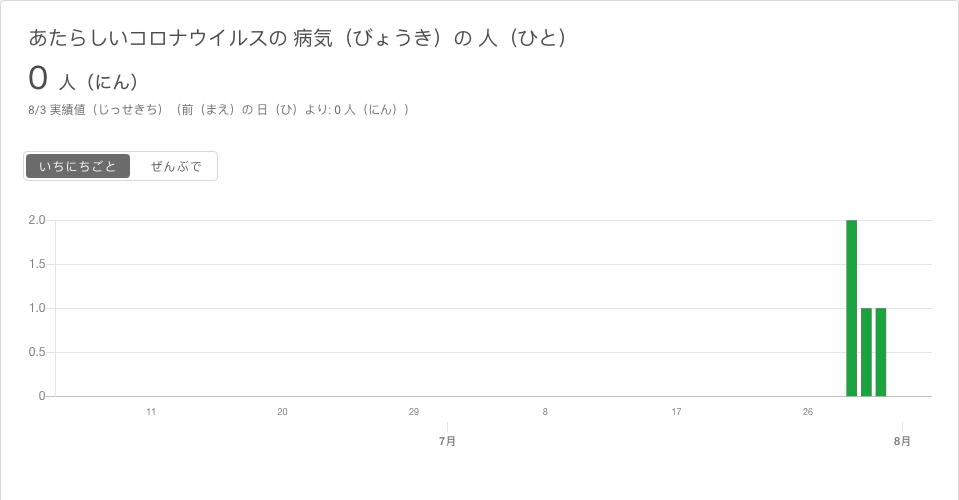 あたらしいコロナウイルスの 病気（びょうき）の 人（ひと）
0 人（にん）
8/3 実績値（じっせきち）（前（まえ）の 日（ひ）より: 0 人（にん））
いちにちごと ぜんぶで
2.0
1.5
1.0
0.5
0
11 20 29 8 17 26
7月 8月